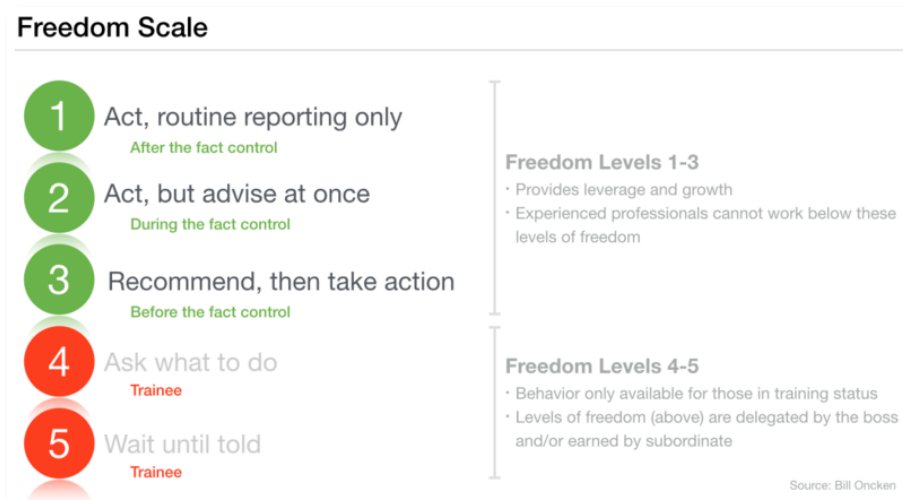 Freedom Scale
1
Act, routine reporting only
After the fact control
2
Act, but advise at once
During the fact control
3
Recommend, then take action
Before the fact control
4
Ask what to do
Trainee
5
Wait until told
Trainee
Freedom Levels 1-3
· Provides leverage and growth
· Experienced professionals cannot work below these
levels of freedom
Freedom Levels 4-5
· Behavior only available for those in training status
· Levels of freedom (above) are delegated by the boss
and/or earned by subordinate
Source: Bill Oncken